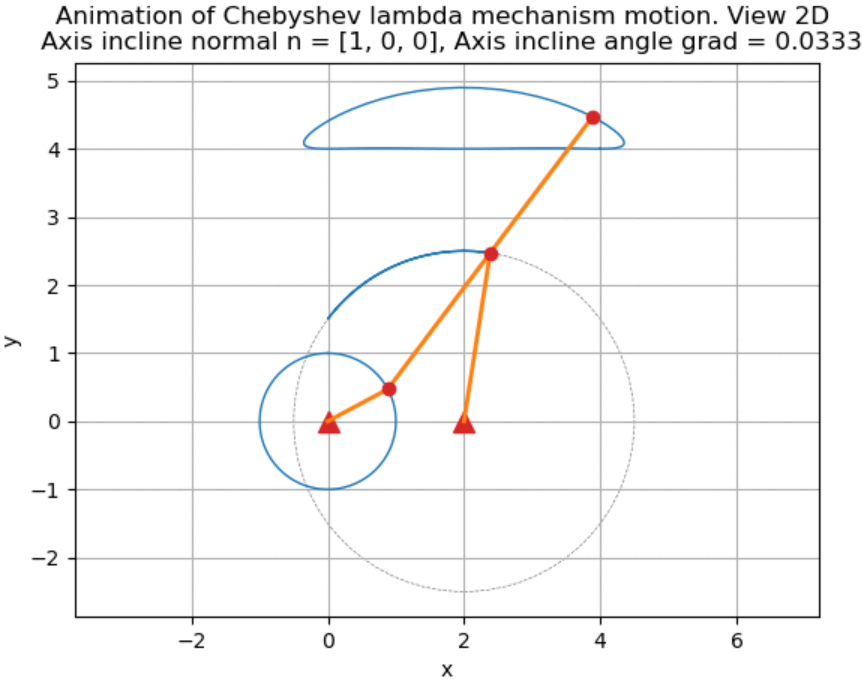 Animation of Chebyshev lambda mechanism motion. View 2D
Axis incline normal n = [1, 0, 0], Axis incline angle grad = 0.0333
5
4
3
2
1
0
−1
−2
y
−2 0 2 4 6
x